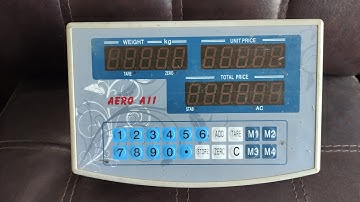 WEIGHT kg UNIT PRICE
TARE ZERO TOTAL PRICE
STAB AC
AERO A11
1 2 3 4 5 6 ADD TARE M1 M2
7 8 9 0 • STORE ZERO C M3 M4